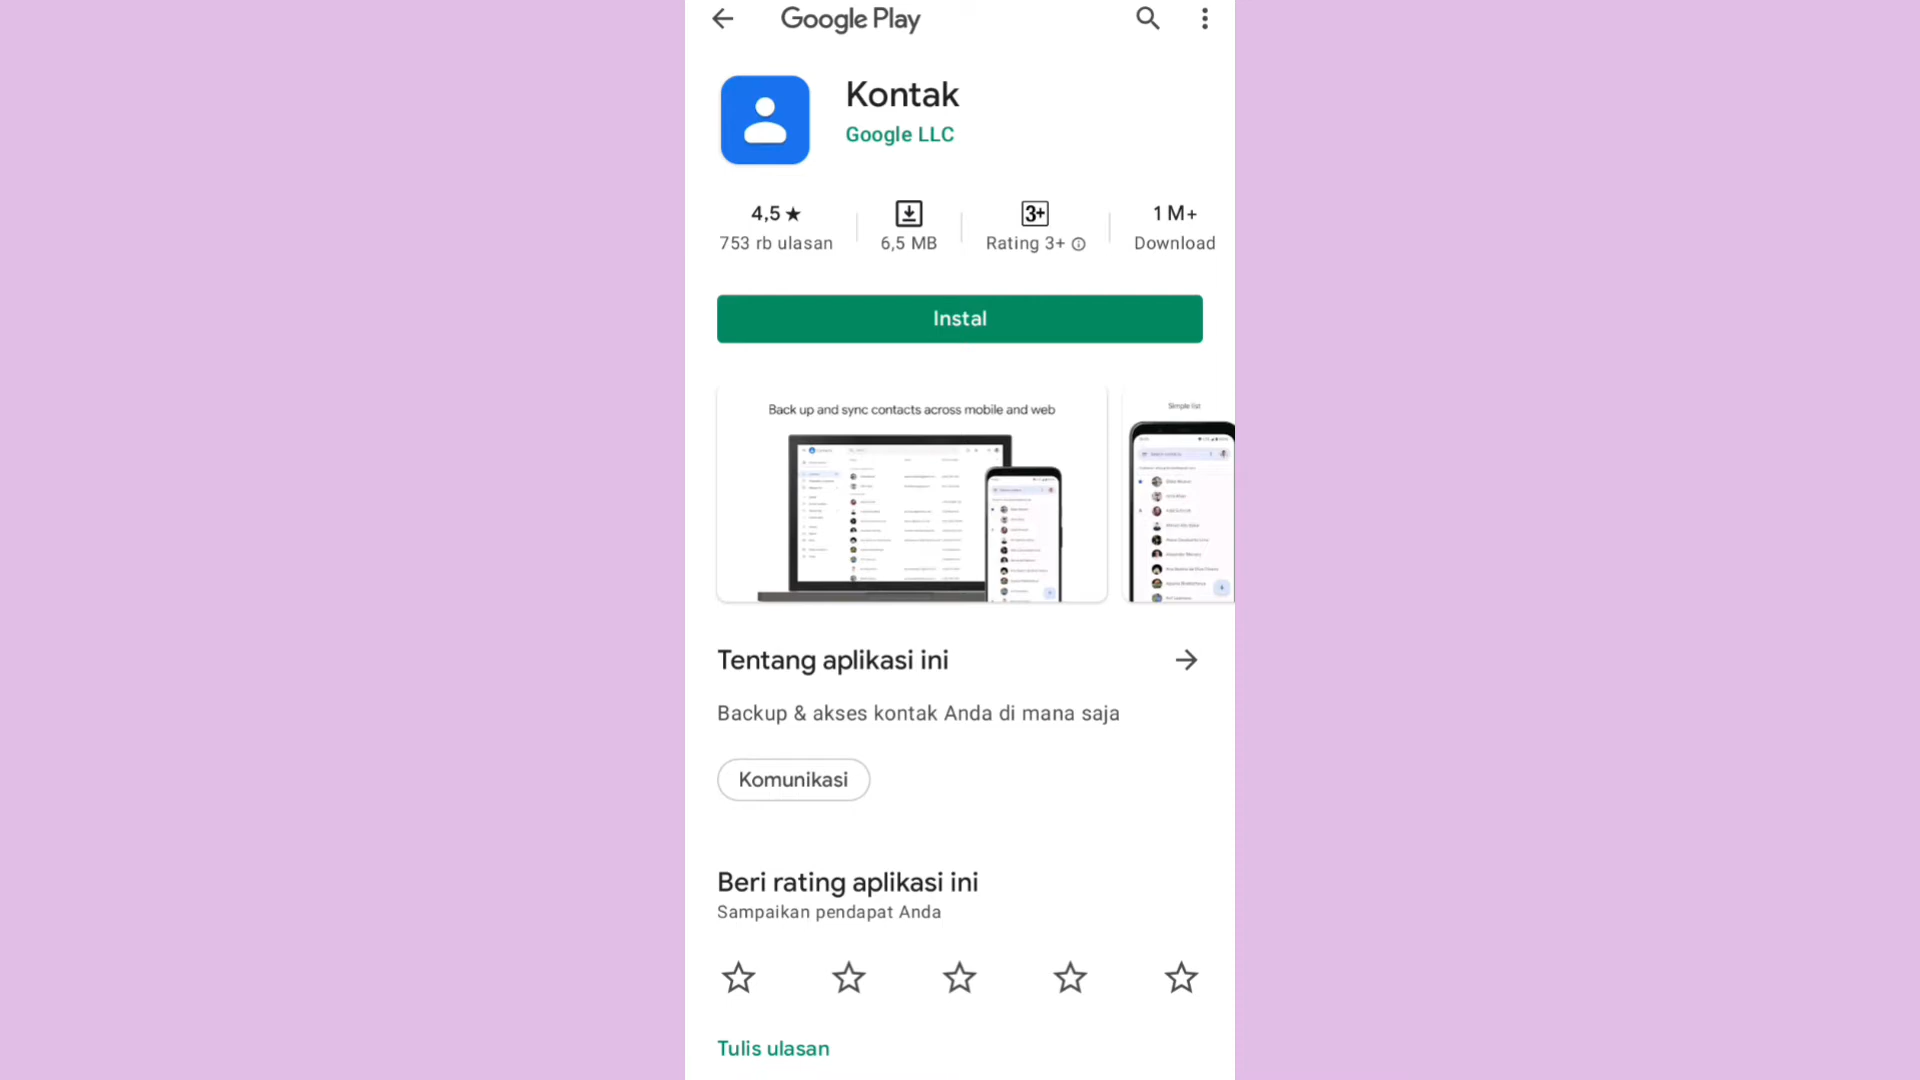 Google Play
Kontak
Google LLC
4,5 ★
753 rb ulasan
6,5 MB
3+
Rating 3+
1 M+
Download
Instal
Back up and sync contacts across mobile and web
Simple list
Search contacts
Tentang aplikasi ini
Backup & akses kontak Anda di mana saja
Komunikasi
Beri rating aplikasi ini
Sampaikan pendapat Anda
Tulis ulasan